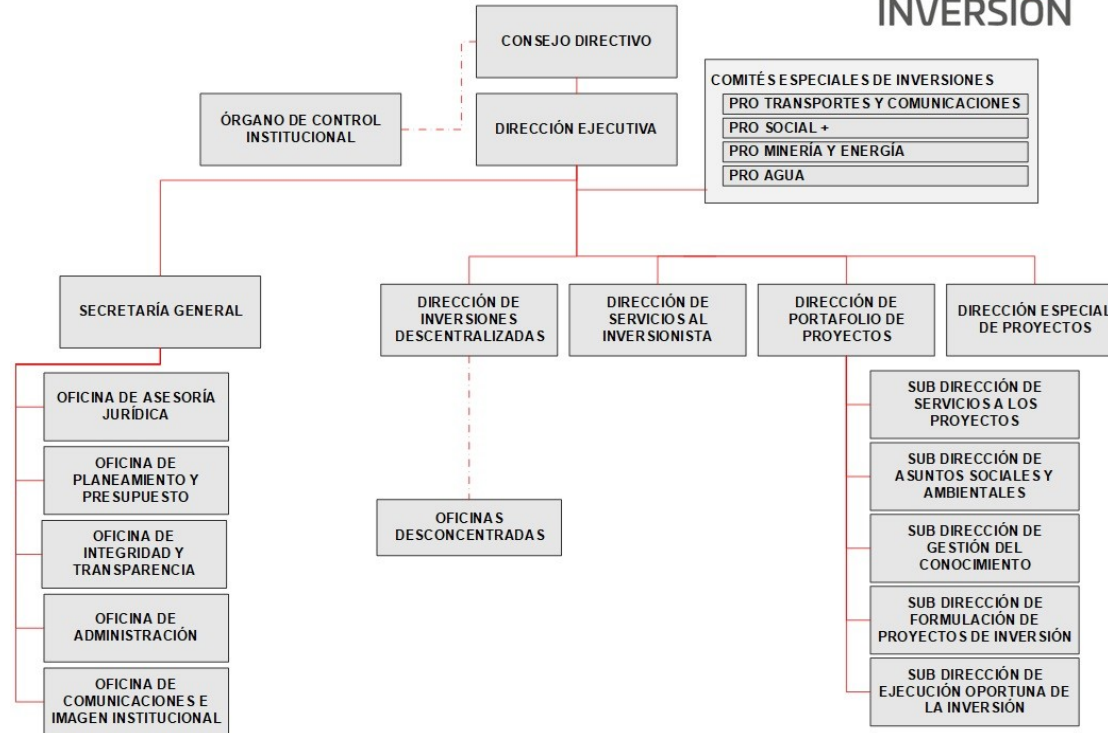 INVERSIÓN
CONSEJO DIRECTIVO
ÓRGANO DE CONTROL
INSTITUCIONAL
DIRECCIÓN EJECUTIVA
COMITÉS ESPECIALES DE INVERSIONES
PRO TRANSPORTES Y COMUNICACIONES
PRO SOCIAL +
PRO MINERÍA Y ENERGÍA
PRO AGUA
SECRETARÍA GENERAL
DIRECCIÓN DE
INVERSIONES
DESCENTRALIZADAS
DIRECCIÓN DE
SERVICIOS AL
INVERSIONISTA
DIRECCIÓN DE
PORTAFOLIO DE
PROYECTOS
DIRECCIÓN ESPECIAL
DE PROYECTOS
OFICINA DE ASESORÍA
JURÍDICA
OFICINA DE
PLANEAMIENTO Y
PRESUPUESTO
OFICINA DE
INTEGRIDAD Y
TRANSPARENCIA
OFICINA DE
ADMINISTRACIÓN
OFICINA DE
COMUNICACIONES E
IMAGEN INSTITUCIONAL
OFICINAS
DESCONCENTRADAS
SUB DIRECCIÓN DE
SERVICIOS A LOS
PROYECTOS
SUB DIRECCIÓN DE
ASUNTOS SOCIALES Y
AMBIENTALES
SUB DIRECCIÓN DE
GESTIÓN DEL
CONOCIMIENTO
SUB DIRECCIÓN DE
FORMULACIÓN DE
PROYECTOS DE INVERSIÓN
SUB DIRECCIÓN DE
EJECUCIÓN OPORTUNA DE
LA INVERSIÓN